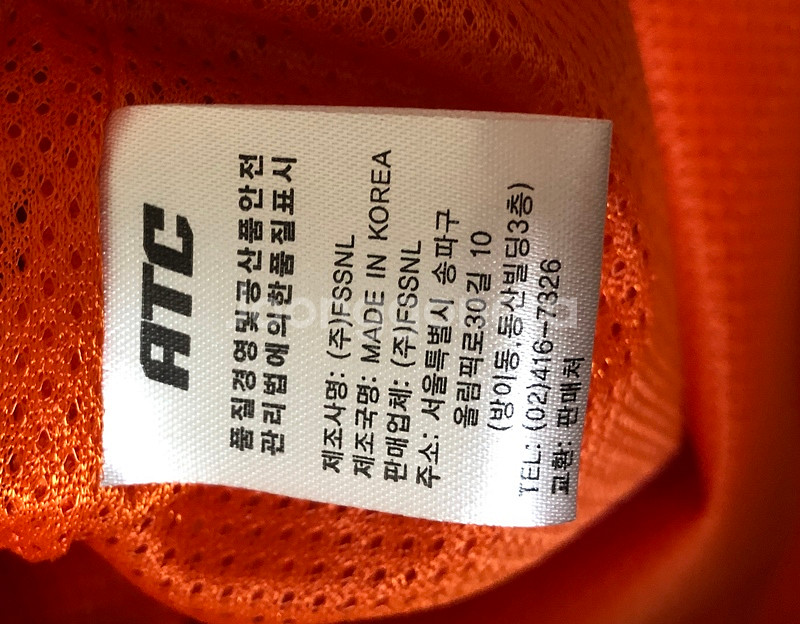 ATC
품질경영및공산품안전
관리법에의한품질표시
제조사명: (주)FSSNL
제조국명: MADE IN KOREA
판매업체: (주)FSSNL
주소: 서울특별시 송파구
올림픽로30길 10
(방이동,동산빌딩3층)
TEL: (02)416-7326
교환: 판매처